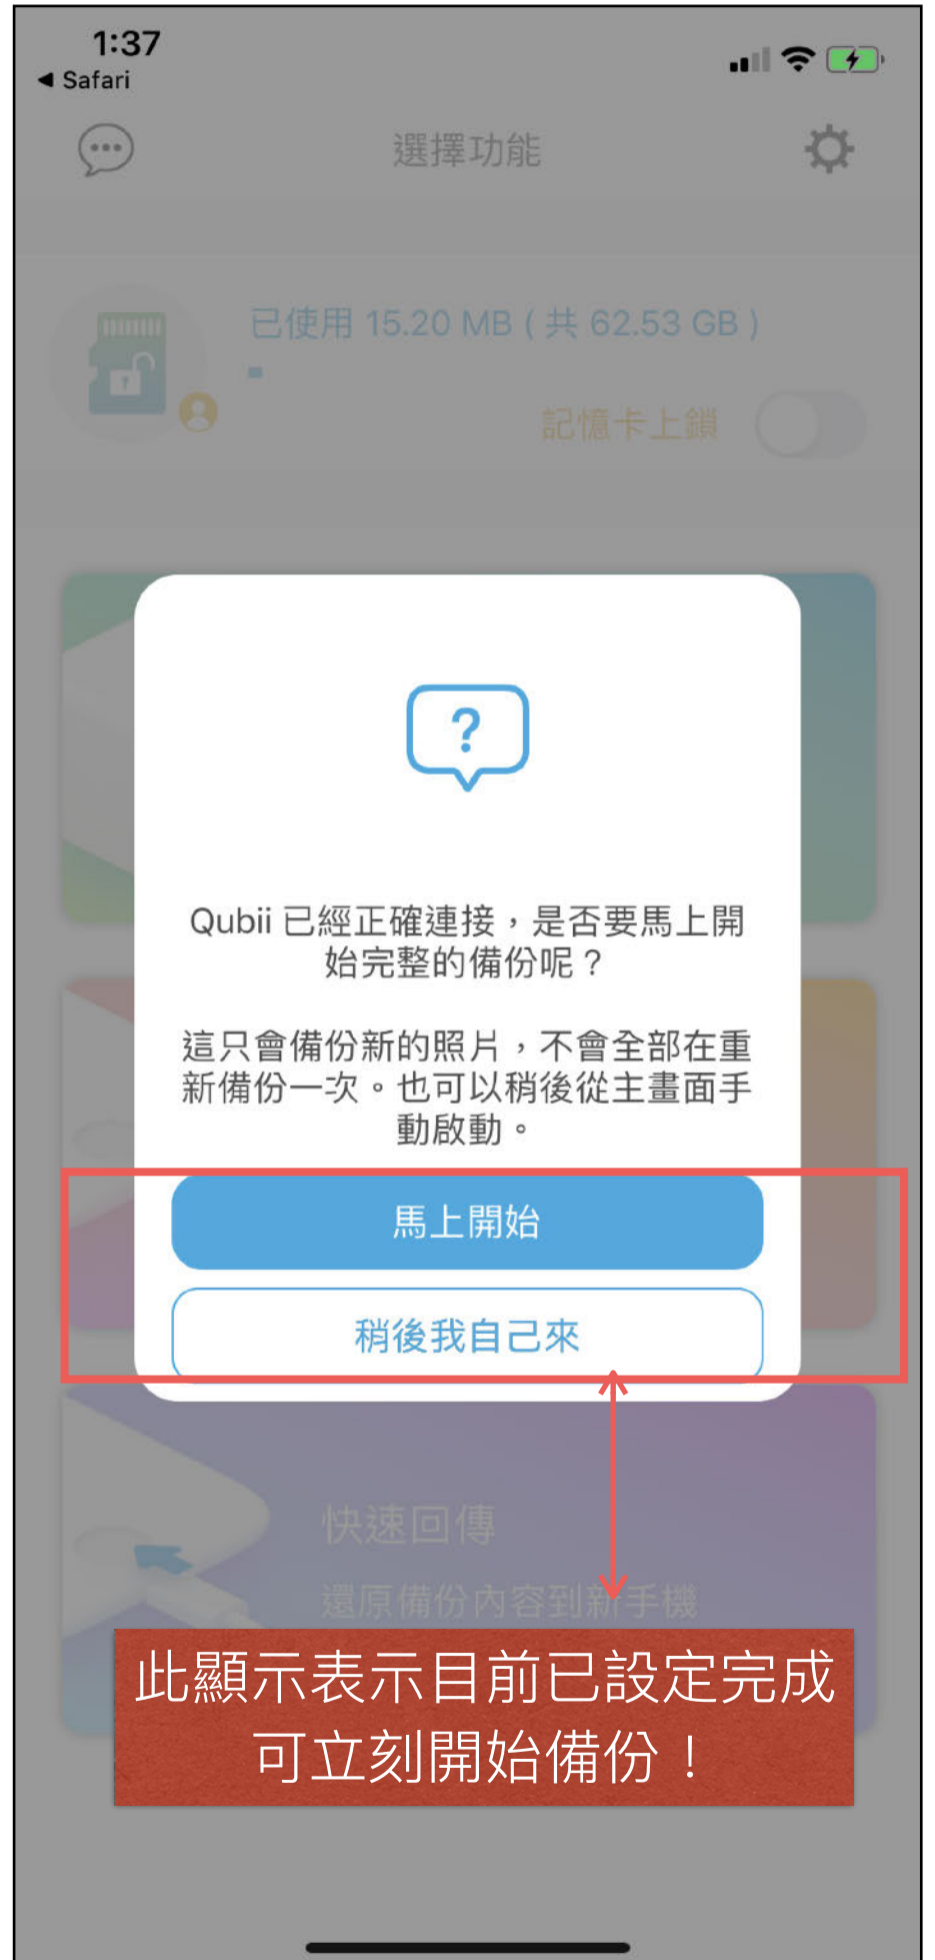 1:37
◀ Safari
選擇功能
已使用 15.20 MB ( 共 62.53 GB )
記憶卡上鎖
?
Qubii 已經正確連接，是否要馬上開
始完整的備份呢？
這只會備份新的照片，不會全部在重
新備份一次。也可以稍後從主畫面手
動啟動。
馬上開始
稍後我自己來
快速回傳
還原備份內容到新手機
此顯示表示目前已設定完成
可立刻開始備份！